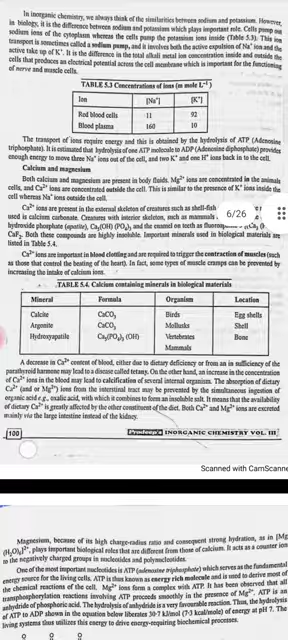 In inorganic chemistry, we always think of the similarities between sodium and potassium. However,
in biology, it is the difference between sodium and potassium which plays important role. Cells pump out
sodium ions of the cytoplasm whereas the cells pump the potassium ions inside (Table 5.3). This ion
transport is sometimes called a sodium pump, and it involves both the active expulsion of Na⁺ ion and the
active take up of K⁺. It is the difference in the total alkali metal ion concentration inside and outside the
cells that produces an electrical potential across the cell membrane which is important for the functioning
of nerve and muscle cells.
TABLE 5.3 Concentrations of ions (m mole L⁻¹)
Ion [Na⁺] [K⁺]
Red blood cells 11 92
Blood plasma 160 10
The transport of ions require energy and this is obtained by the hydrolysis of ATP (Adenosine
triphosphate). It is estimated that hydrolysis of one ATP molecule to ADP (Adenosine diphosphate) provides
enough energy to move three Na⁺ ions out of the cell, and two K⁺ and one H⁺ ions back in to the cell.
Calcium and magnesium
Both calcium and magnesium are present in body fluids. Mg²⁺ ions are concentrated in the animals
cells, and Ca²⁺ ions are concentrated outside the cell. This is similar to the presence of K⁺ ions inside the
cell whereas Na⁺ ions outside the cell.
Ca²⁺ ions are present in the external skeleton of creatures such as shell-fish
used is calcium carbonate. Creatures with interior skeleton, such as mammals
6/26
hydroxide phosphate (apatite), Ca₅(OH) (PO₄)₃ and the enamel on teeth as
CaF₂. Both these compounds are highly insoluble. Important minerals used in biological materials are
listed in Table 5.4.
Ca²⁺ ions are important in blood clotting and are required to trigger the contraction of muscles (such
as those that control the beating of the heart). In fact, some types of muscle cramps can be prevented by
increasing the intake of calcium ions.
TABLE 5.4. Calcium containing minerals in biological materials
Mineral Formula Organism Location
Calcite CaCO₃ Birds Egg shells
Argonite CaCO₃ Mollusks Shell
Hydroxyapatite Ca₅(PO₄)₃ (OH) Vertebrates Bone
Mammals
A decrease in Ca²⁺ content of blood, either due to dietary deficiency or from an in sufficiency of the
parathyroid harmone may lead to a disease called tetany. On the other hand, an increase in the concentration
of Ca²⁺ ions in the blood may lead to calcification of several internal organism. The absorption of dietary
Ca²⁺ (and or Mg²⁺) ions from the interstinal tract may be prevented by the simultaneous ingestion of
organic acid e.g., oxalic acid, with which it combines to form an insoluble salt. It means that the availability
of dietary Ca²⁺ is greatly affected by the other constituent of the diet. Both Ca²⁺ and Mg²⁺ ions are excreted
mainly via the large intestine instead of the kidney.
100 Pradeep's INORGANIC CHEMISTRY VOL. III
Scanned with CamScanne
Magnesium, because of its high charge-radius ratio and consequent strong hydration, as in [Mg
(H₂O)₆]²⁺, plays important biological roles that are different from those of calcium. It acts as a counter ion
to the negatively charged groups in nucleotides and polynucleotides.
One of the most important nucleotides is ATP (adenosine triphosphate) which serves as the fundamental
energy source for the living cells. ATP is thus known as energy rich molecule and is used to derive most of
the chemical reactions of the cell. Mg²⁺ ions form a complex with ATP. It has been observed that all
transphosphorylation reactions involving ATP proceeds smoothly in the presence of Mg²⁺. ATP is an
anhydride of phosphoric acid. The hydrolysis of anhydride is a very favourable reaction. Thus, the hydrolysis
of ATP to ADP shown in the equation below liberates 30·7 kJ/mol (7·3 kcal/mole) of energy at pH 7. The
living systems thus utilizes this energy to drive energy-requiring biochemical processes.
O O O